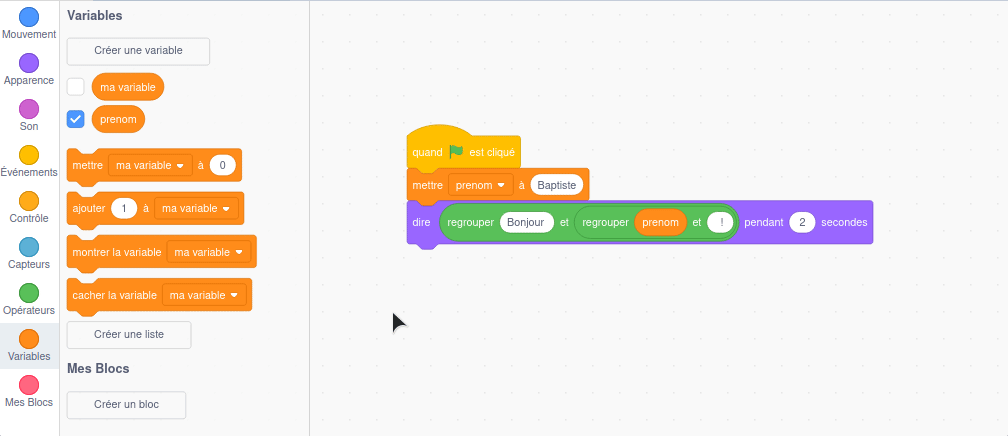 Mouvement
Apparence
Son
Événements
Contrôle
Capteurs
Opérateurs
Variables
Mes Blocs
Variables
Créer une variable
ma variable
prenom
mettre ma variable à 0
ajouter 1 à ma variable
montrer la variable ma variable
cacher la variable ma variable
Créer une liste
Mes Blocs
Créer un bloc
quand est cliqué
mettre prenom à Baptiste
dire regrouper Bonjour et regrouper prenom et ! pendant 2 secondes